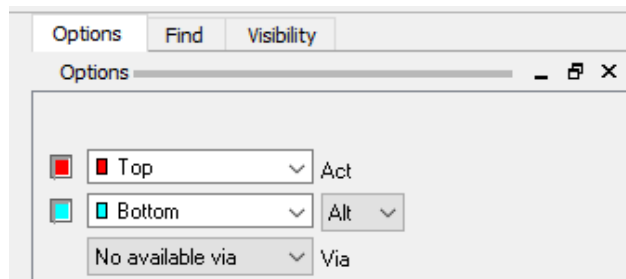 Options Find Visibility
Options
Top Act
Bottom Alt
No available via Via